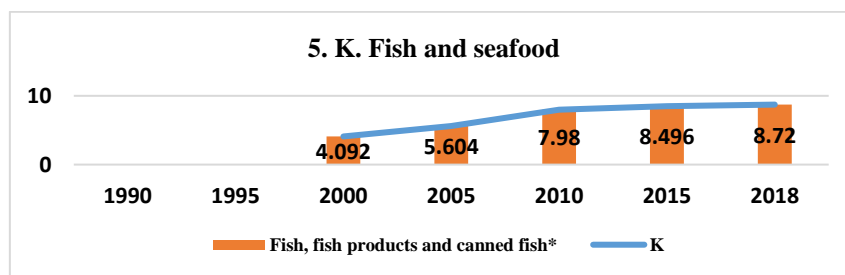 5. K. Fish and seafood
10
0
4.092 5.604 7.98 8.496 8.72
1990 1995 2000 2005 2010 2015 2018
Fish, fish products and canned fish* K